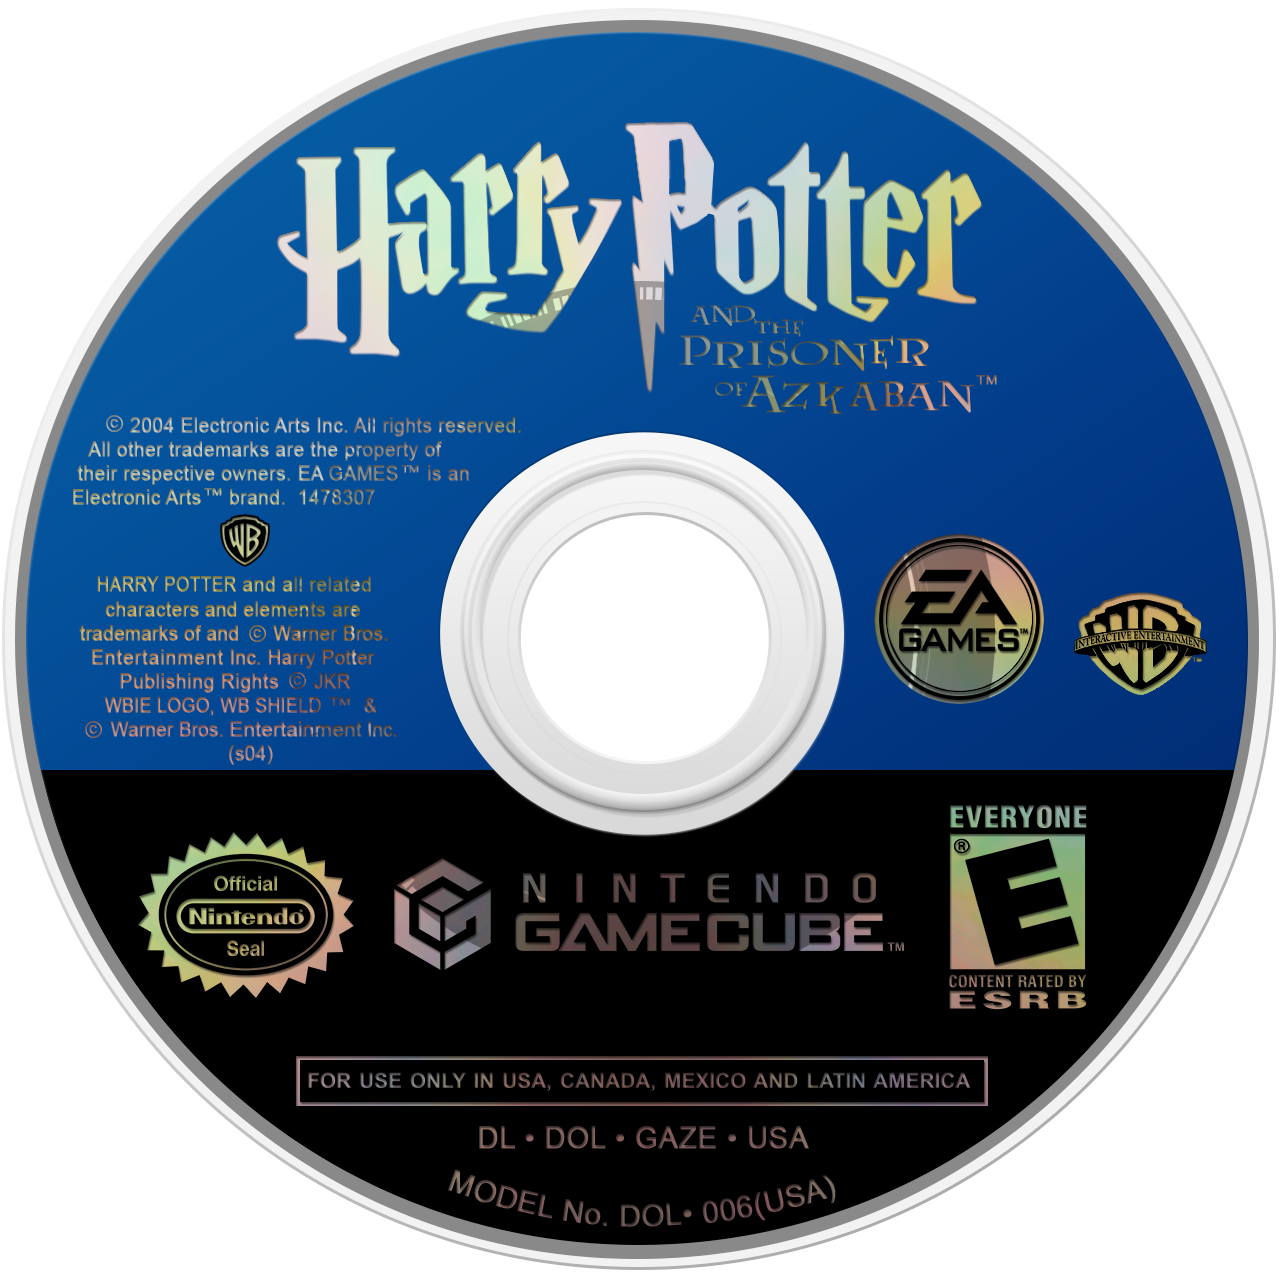 Harry Potter
AND THE
PRISONER
OF AZKABAN™
© 2004 Electronic Arts Inc. All rights reserved.
All other trademarks are the property of
their respective owners. EA GAMES™ is an
Electronic Arts™ brand. 1478307
WB
HARRY POTTER and all related
characters and elements are
trademarks of and © Warner Bros.
Entertainment Inc. Harry Potter
Publishing Rights © JKR
WBIE LOGO, WB SHIELD ™ &
© Warner Bros. Entertainment Inc.
(s04)
EA
GAMES™
WB
INTERACTIVE ENTERTAINMENT
™
Official
Nintendo®
Seal
NINTENDO
GAMECUBE™
EVERYONE
®
E
CONTENT RATED BY
ESRB
FOR USE ONLY IN USA, CANADA, MEXICO AND LATIN AMERICA
DL • DOL • GAZE • USA
MODEL No. DOL• 006(USA)